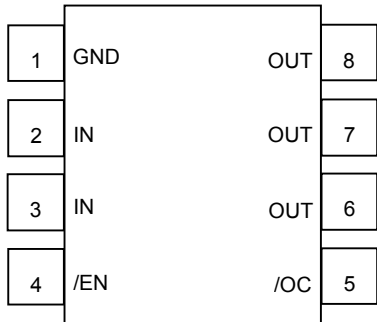 1 GND OUT 8
2 IN OUT 7
3 IN OUT 6
4 /EN /OC 5